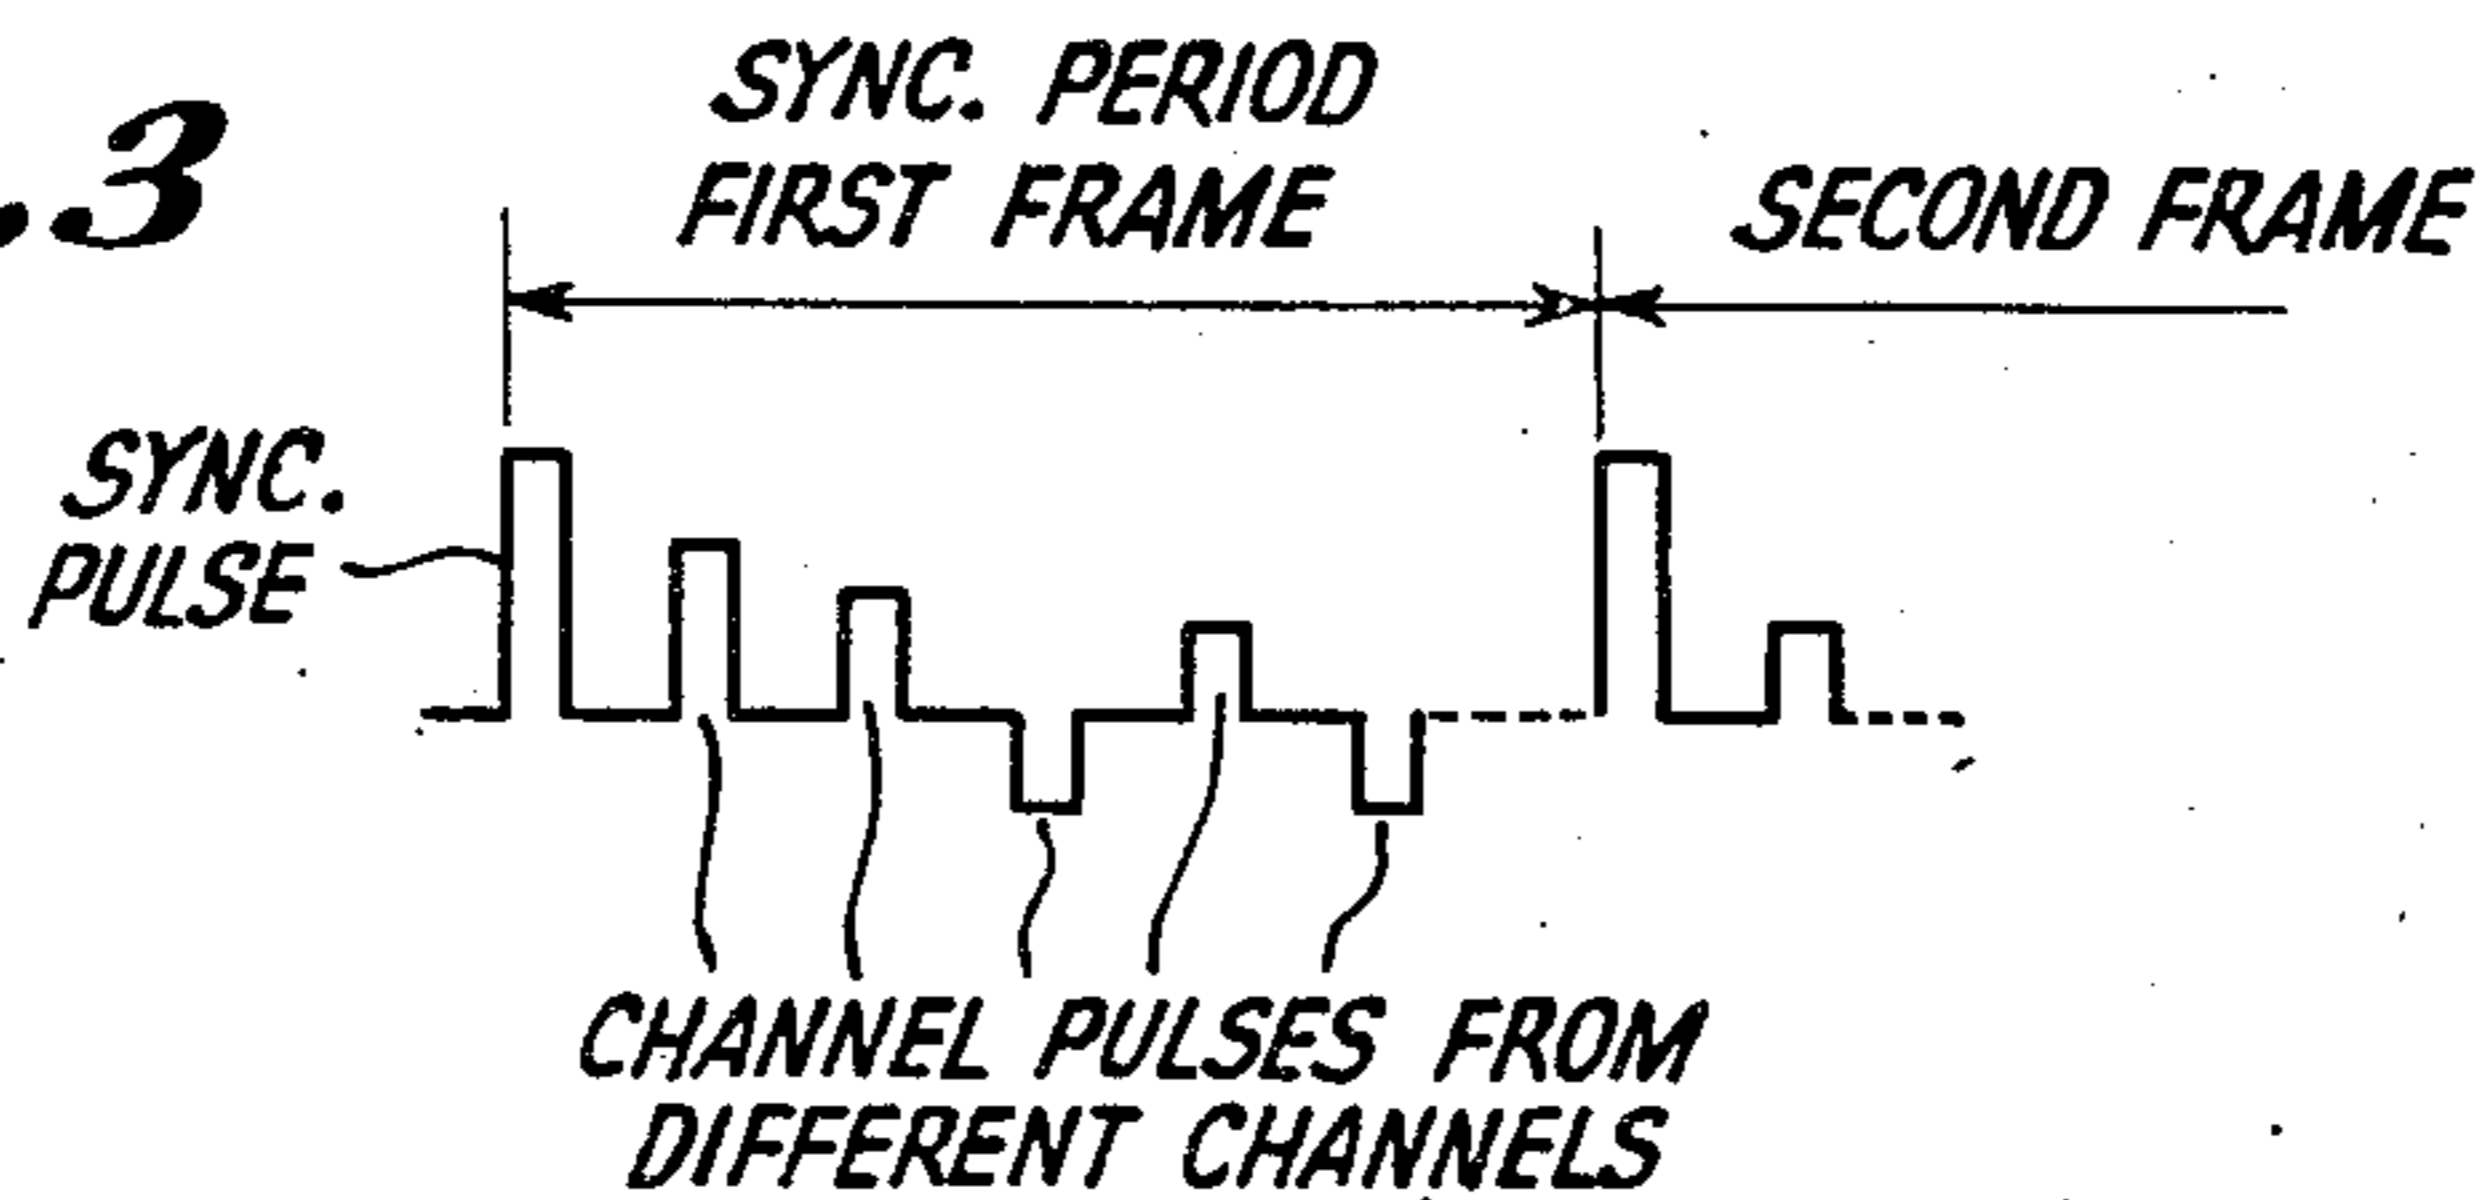 .3
SYNC. PERIOD
FIRST FRAME
SECOND FRAME
SYNC.
PULSE
CHANNEL PULSES FROM
DIFFERENT CHANNELS